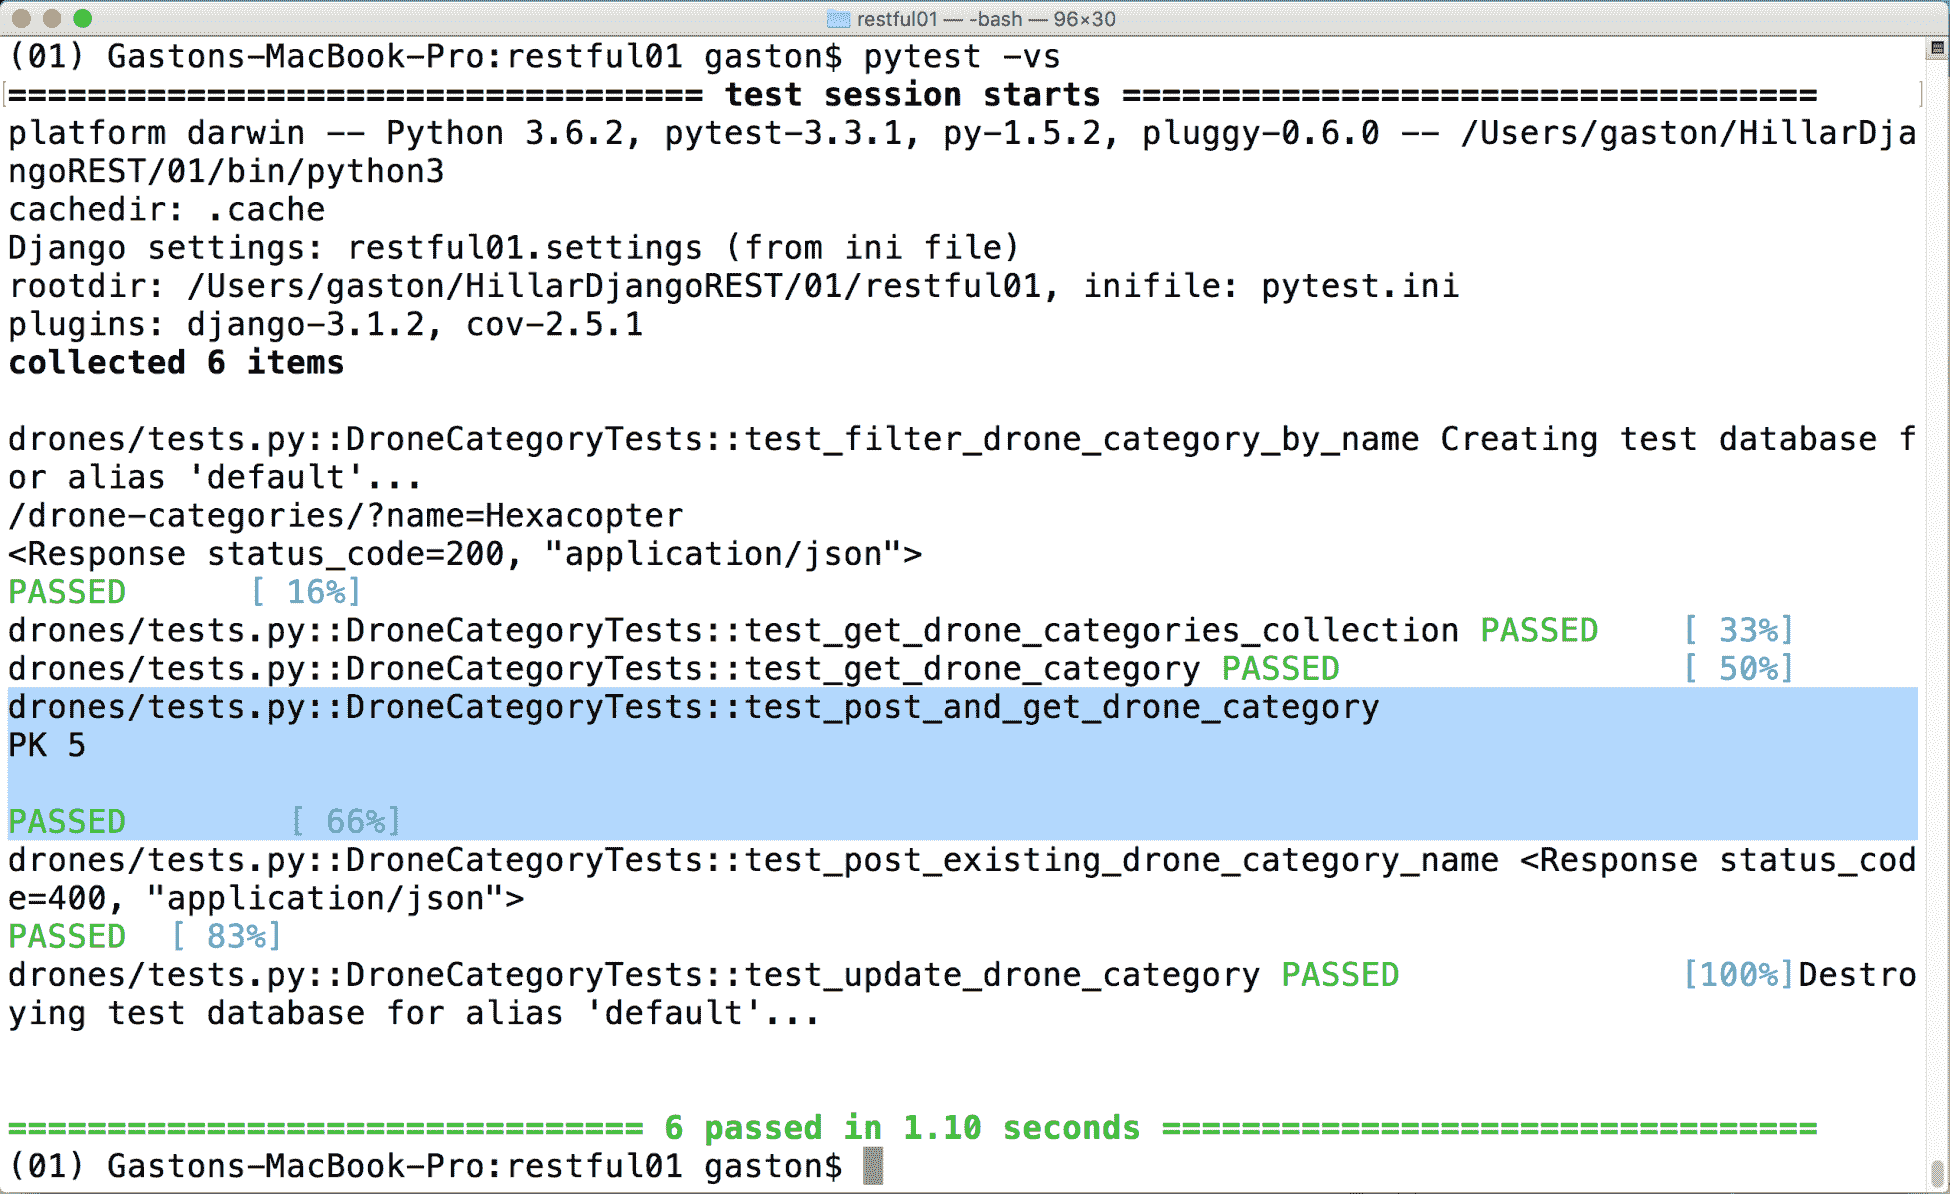 restful01 — -bash — 96×30
(01) Gastons-MacBook-Pro:restful01 gaston$ pytest -vs
=================================== test session starts ===================================
platform darwin -- Python 3.6.2, pytest-3.3.1, py-1.5.2, pluggy-0.6.0 -- /Users/gaston/HillarDja
ngoREST/01/bin/python3
cachedir: .cache
Django settings: restful01.settings (from ini file)
rootdir: /Users/gaston/HillarDjangoREST/01/restful01, inifile: pytest.ini
plugins: django-3.1.2, cov-2.5.1
collected 6 items
drones/tests.py::DroneCategoryTests::test_filter_drone_category_by_name Creating test database f
or alias 'default'...
/drone-categories/?name=Hexacopter
<Response status_code=200, "application/json">
PASSED      [ 16%]
drones/tests.py::DroneCategoryTests::test_get_drone_categories_collection PASSED    [ 33%]
drones/tests.py::DroneCategoryTests::test_get_drone_category PASSED                 [ 50%]
drones/tests.py::DroneCategoryTests::test_post_and_get_drone_category
PK 5
PASSED        [ 66%]
drones/tests.py::DroneCategoryTests::test_post_existing_drone_category_name <Response status_cod
e=400, "application/json">
PASSED  [ 83%]
drones/tests.py::DroneCategoryTests::test_update_drone_category PASSED              [100%]Destro
ying test database for alias 'default'...
================================ 6 passed in 1.10 seconds =================================
(01) Gastons-MacBook-Pro:restful01 gaston$